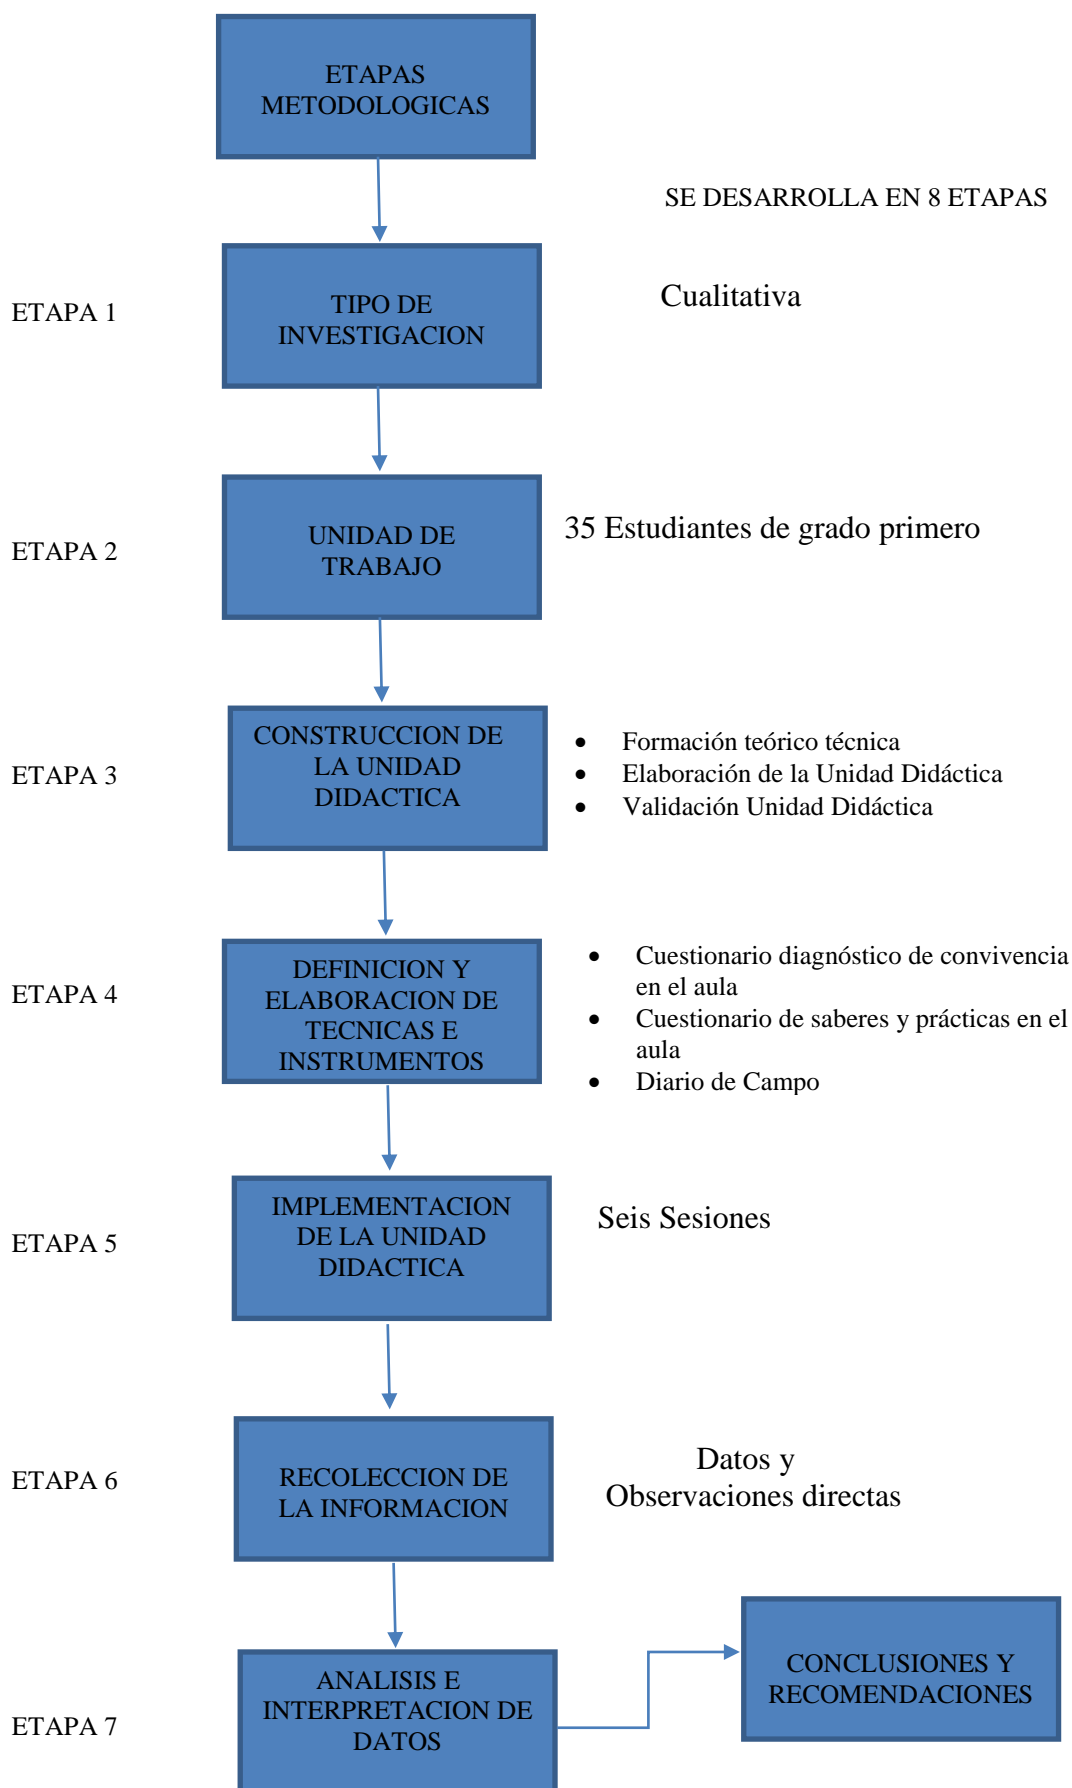 ETAPAS
METODOLOGICAS
SE DESARROLLA EN 8 ETAPAS
ETAPA 1
TIPO DE
INVESTIGACION
Cualitativa
ETAPA 2
UNIDAD DE
TRABAJO
35 Estudiantes de grado primero
ETAPA 3
CONSTRUCCION DE
LA UNIDAD
DIDACTICA
• Formación teórico técnica
• Elaboración de la Unidad Didáctica
• Validación Unidad Didáctica
ETAPA 4
DEFINICION Y
ELABORACION DE
TECNICAS E
INSTRUMENTOS
• Cuestionario diagnóstico de convivencia
en el aula
• Cuestionario de saberes y prácticas en el
aula
• Diario de Campo
ETAPA 5
IMPLEMENTACION
DE LA UNIDAD
DIDACTICA
Seis Sesiones
ETAPA 6
RECOLECCION DE
LA INFORMACION
Datos y
Observaciones directas
ETAPA 7
ANALISIS E
INTERPRETACION DE
DATOS
CONCLUSIONES Y
RECOMENDACIONES